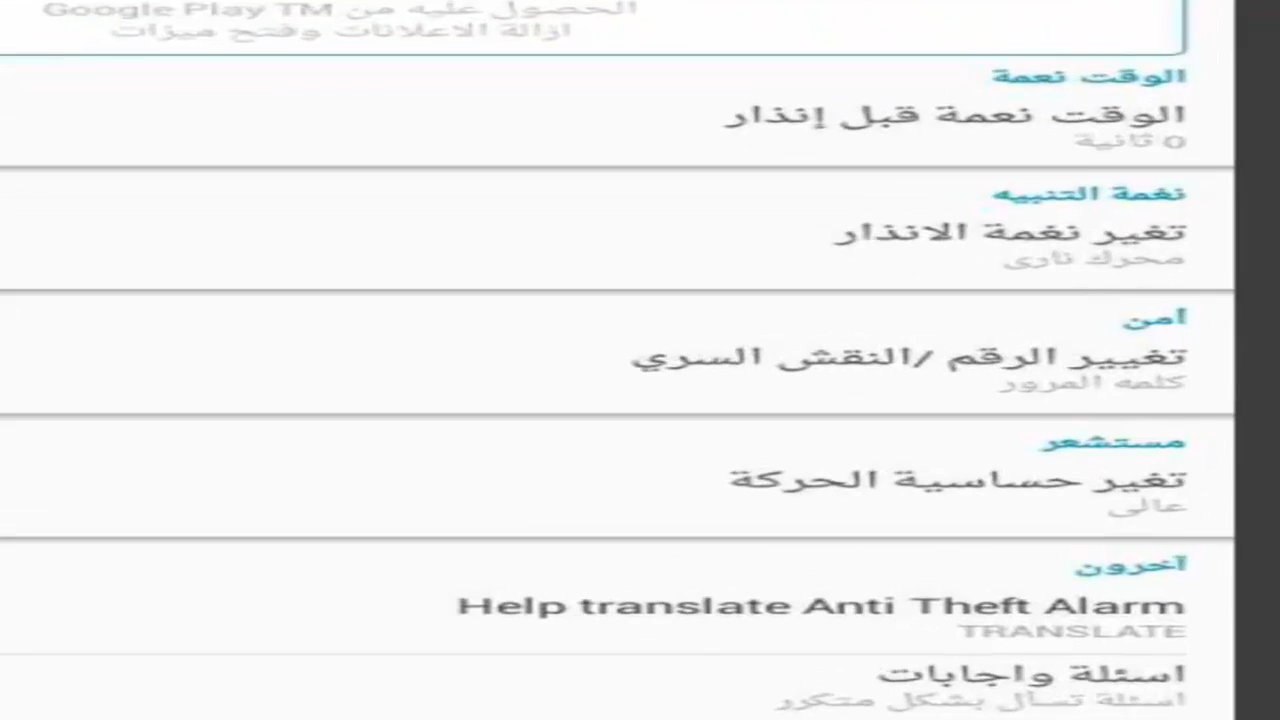 الحصول عليه من Google Play TM
ازالة الاعلانات وفتح ميزات
الوقت نعمة
الوقت نعمة قبل إنذار
0 ثانية
نغمة التنبيه
تغير نغمة الانذار
محرك نارى
امن
تغيير الرقم /النقش السري
كلمه المرور
مستشعر
تغير حساسية الحركة
عالى
آخرون
Help translate Anti Theft Alarm
TRANSLATE
اسئلة واجابات
اسئلة تسأل بشكل متكرر